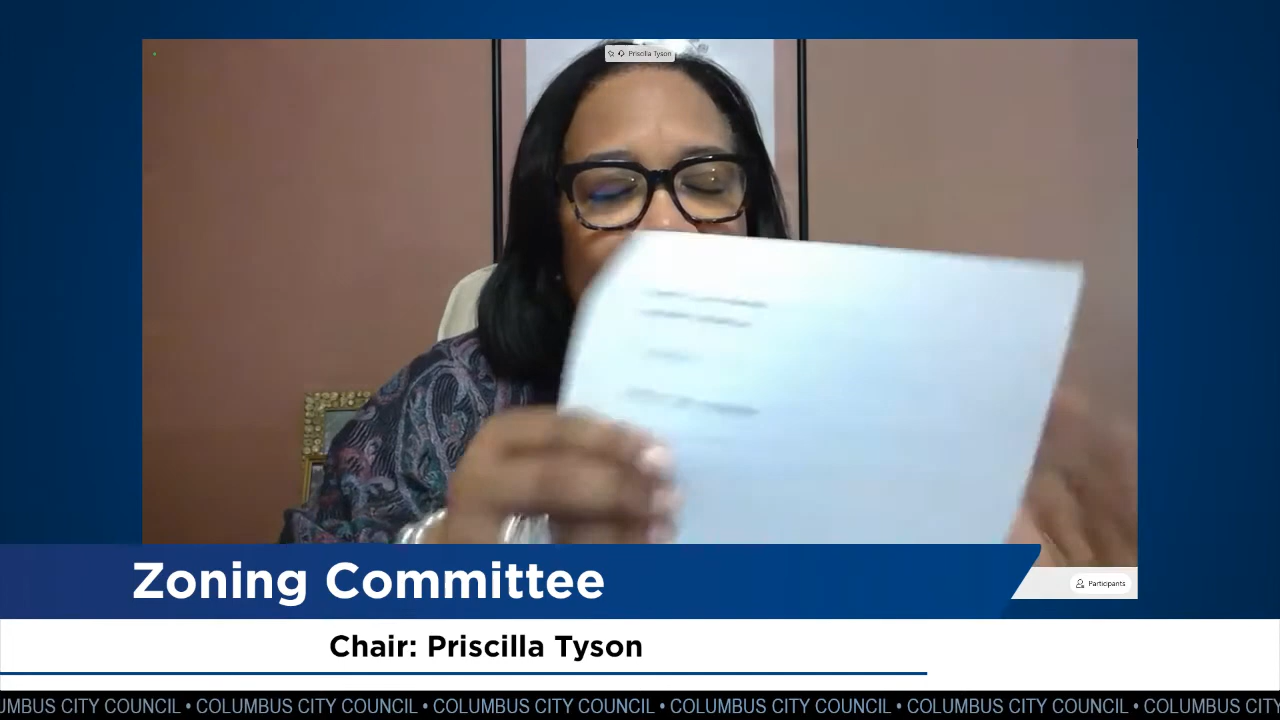 Priscilla Tyson
Participants
Zoning Committee
Chair: Priscilla Tyson
UMBUS CITY COUNCIL • COLUMBUS CITY COUNCIL • COLUMBUS CITY COUNCIL • COLUMBUS CITY COUNCIL • COLUMBUS CITY COUNCIL • COLUMBUS CITY